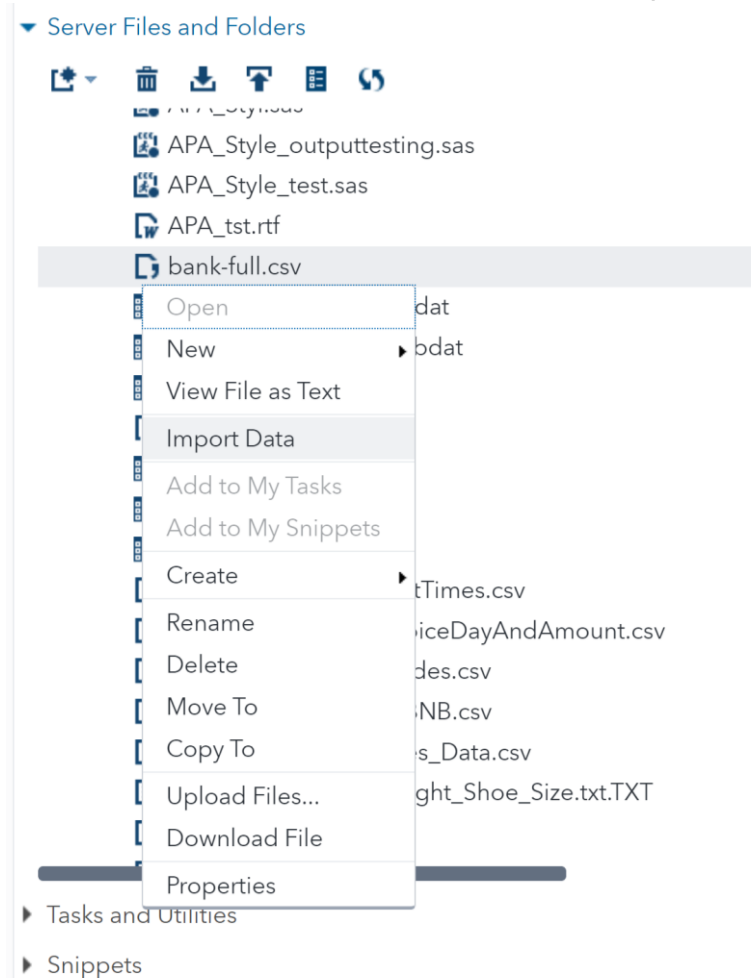 Server Files and Folders
APA_Styl.sas
APA_Style_outputtesting.sas
APA_Style_test.sas
APA_tst.rtf
bank-full.csv
Open
dat
New
bdat
View File as Text
Import Data
Add to My Tasks
Add to My Snippets
Create
tTimes.csv
Rename
iceDayAndAmount.csv
Delete
des.csv
Move To
NB.csv
Copy To
s_Data.csv
Upload Files...
ght_Shoe_Size.txt.TXT
Download File
Properties
Tasks and Utilities
Snippets